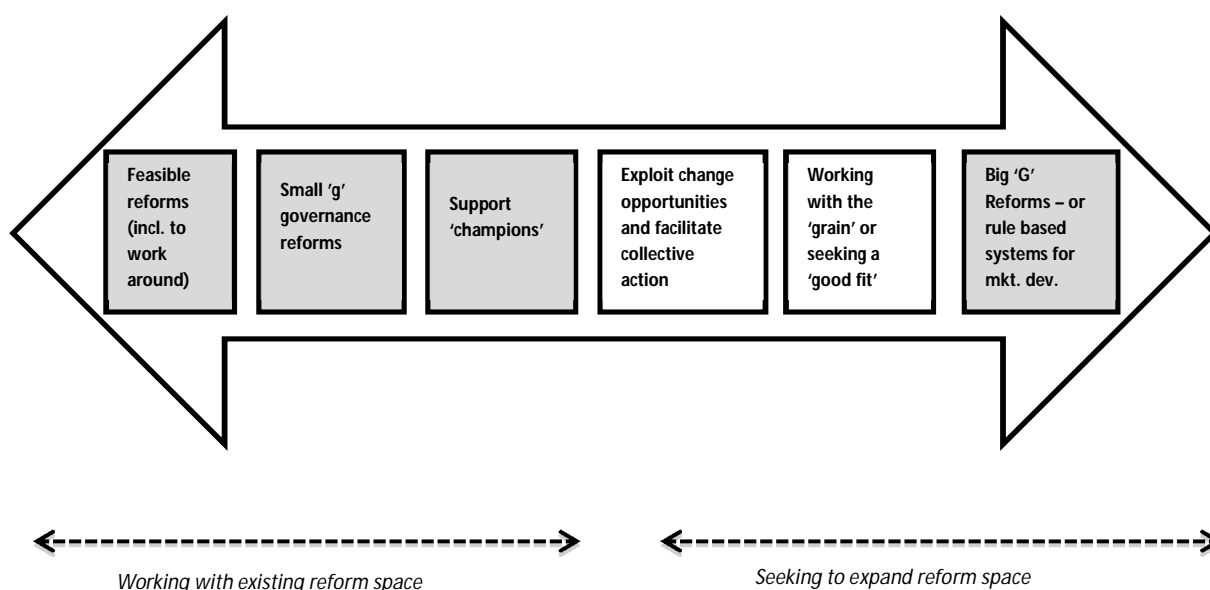 Feasible
reforms
(incl. to
work
around)
Small 'g'
governance
reforms
Support
'champions'
Exploit change
opportunities
and facilitate
collective
action
Working
with the
'grain' or
seeking a
'good fit'
Big ‘G’
Reforms – or
rule based
systems for
mkt. dev.
Working with existing reform space
Seeking to expand reform space